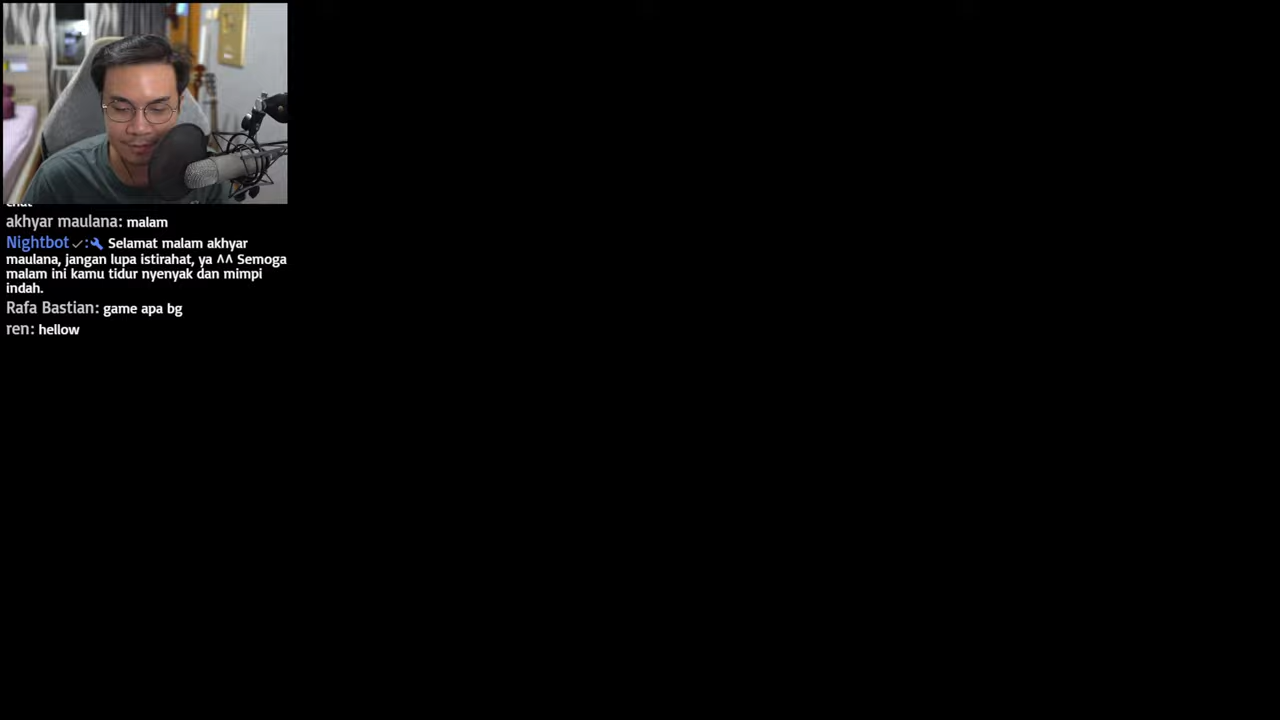 akhyar maulana: malam
Nightbot ✓:🔧 Selamat malam akhyar
maulana, jangan lupa istirahat, ya ^^ Semoga
malam ini kamu tidur nyenyak dan mimpi
indah.
Rafa Bastian: game apa bg
ren: hellow